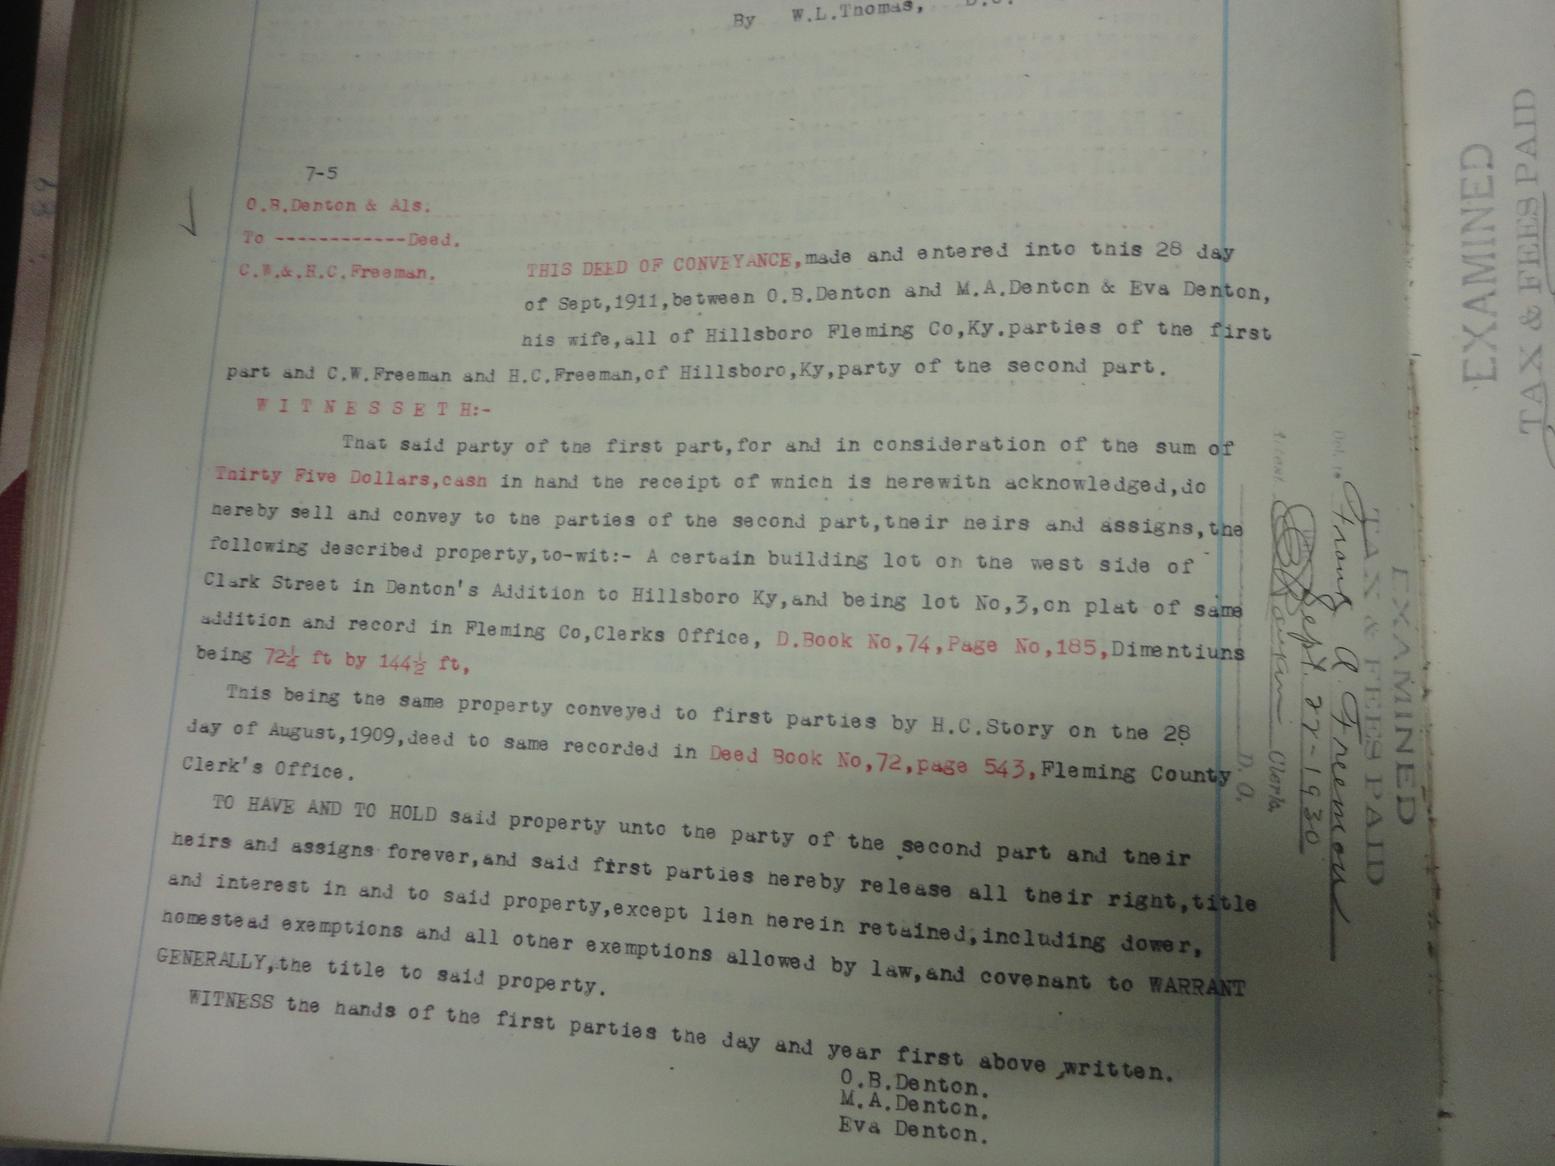 By W.L.Thomas, D.C.
7-5
O.B.Denton & Als.
To ------------Deed.
C.W.& H.C.Freeman.
THIS DEED OF CONVEYANCE,made and entered into this 28 day
of Sept,1911,between O.B.Denton and M.A.Denton & Eva Denton,
his wife,all of Hillsboro Fleming Co,Ky.parties of the first
part and C.W.Freeman and H.C.Freeman,of Hillsboro,Ky,party of the second part.
W I T N E S S E T H:-
That said party of the first part,for and in consideration of the sum of
Thirty Five Dollars,cash in hand the receipt of which is herewith acknowledged,do
hereby sell and convey to the parties of the second part,their heirs and assigns,the
following described property,to-wit:- A certain building lot on the west side of
Clark Street in Denton's Addition to Hillsboro Ky,and being lot No,3,on plat of same
addition and record in Fleming Co,Clerks Office, D.Book No,74,Page No,185,Dimentiuns
being 72¼ ft by 144½ ft,
This being the same property conveyed to first parties by H.C.Story on the 28
day of August,1909,deed to same recorded in Deed Book No,72,page 543,Fleming County
Clerk's Office.
TO HAVE AND TO HOLD said property unto the party of the second part and their
heirs and assigns forever,and said first parties hereby release all their right,title
and interest in and to said property,except lien herein retained,including dower,
homestead exemptions and all other exemptions allowed by law,and covenant to WARRANT
GENERALLY,the title to said property.
WITNESS the hands of the first parties the day and year first above written.
O.B.Denton.
M.A.Denton.
Eva Denton.
EXAMINED
TAX & FEES PAID
Frank A Freeman
Sept. 22-1930
Clerk.
D. C.
EXAMINED
TAX & FEES PAID